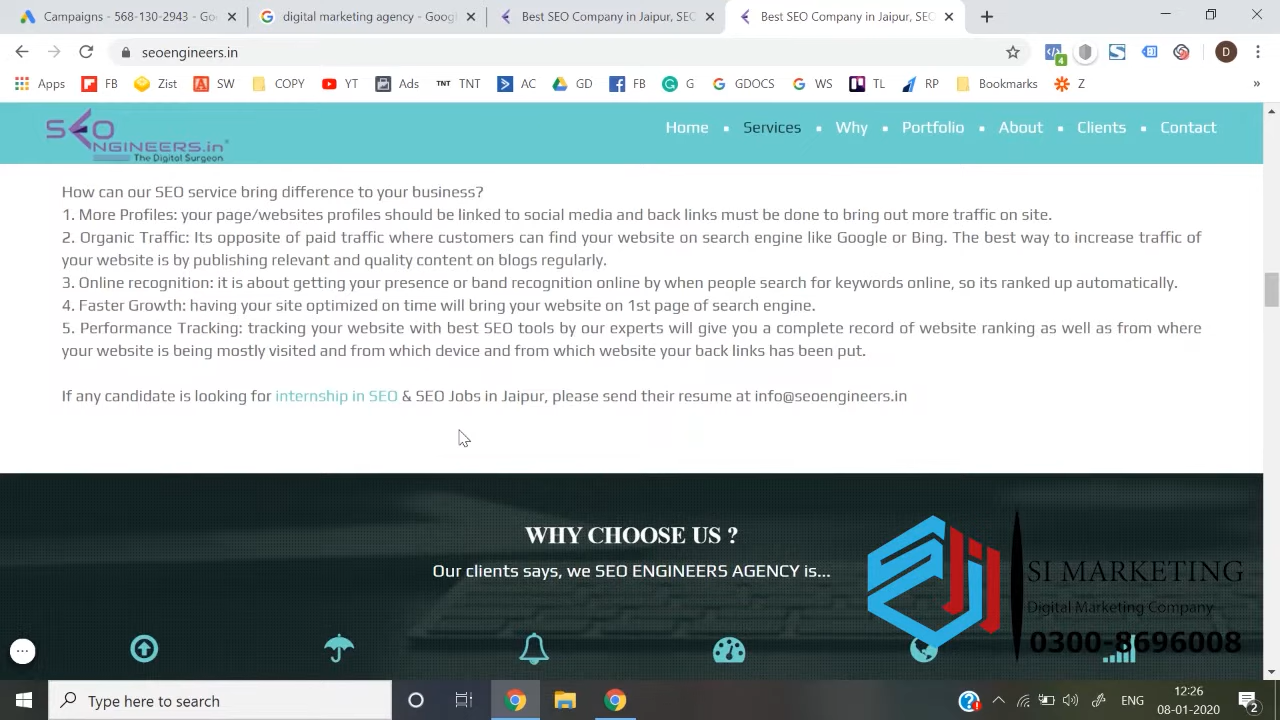 Campaigns - 568-130-2943 - Go
digital marketing agency - Googl
Best SEO Company in Jaipur, SEC
Best SEO Company in Jaipur, SEC
seoengineers.in
4
D
Apps
FB
Zist
SW
COPY
YT
Ads
TNT TNT
AC
GD
FB
G
GDOCS
WS
TL
RP
Bookmarks
Z
»
SEO
ENGINEERS.in®
The Digital Surgeon
Home
Services
Why
Portfolio
About
Clients
Contact
How can our SEO service bring difference to your business?
1. More Profiles: your page/websites profiles should be linked to social media and back links must be done to bring out more traffic on site.
2. Organic Traffic: Its opposite of paid traffic where customers can find your website on search engine like Google or Bing. The best way to increase traffic of
your website is by publishing relevant and quality content on blogs regularly.
3. Online recognition: it is about getting your presence or band recognition online by when people search for keywords online, so its ranked up automatically.
4. Faster Growth: having your site optimized on time will bring your website on 1st page of search engine.
5. Performance Tracking: tracking your website with best SEO tools by our experts will give you a complete record of website ranking as well as from where
your website is being mostly visited and from which device and from which website your back links has been put.
If any candidate is looking for internship in SEO & SEO Jobs in Jaipur, please send their resume at info@seoengineers.in
WHY CHOOSE US ?
Our clients says, we SEO ENGINEERS AGENCY is...
SI MARKETING
Digital Marketing Company
0300-8696008
Type here to search
ENG
12:26
08-01-2020
2